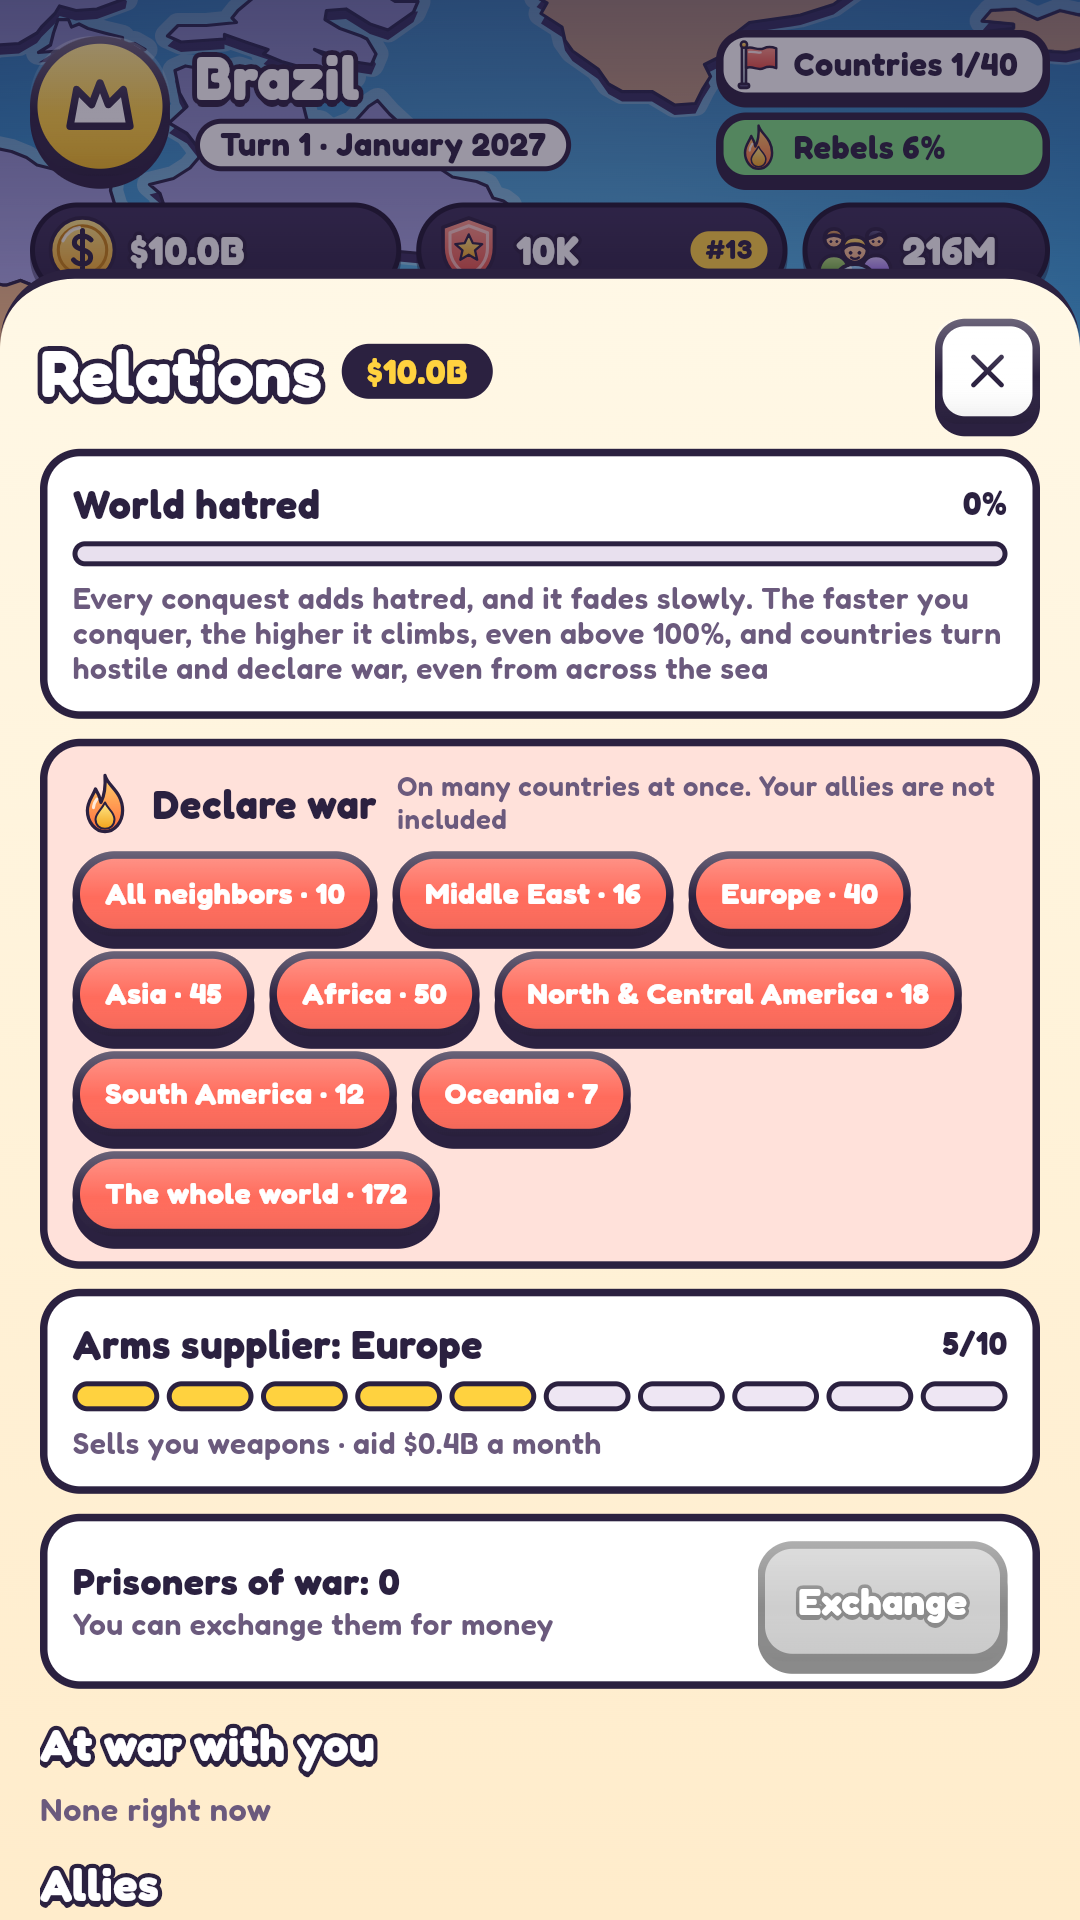 Brazil
Turn 1 · January 2027
Countries 1/40
Rebels 6%
$10.0B
10K
#13
216M
Relations
$10.0B
World hatred
0%
Every conquest adds hatred, and it fades slowly. The faster you
conquer, the higher it climbs, even above 100%, and countries turn
hostile and declare war, even from across the sea
Declare war
On many countries at once. Your allies are not
included
All neighbors · 10
Middle East · 16
Europe · 40
Asia · 45
Africa · 50
North & Central America · 18
South America · 12
Oceania · 7
The whole world · 172
Arms supplier: Europe
5/10
Sells you weapons · aid $0.4B a month
Prisoners of war: 0
You can exchange them for money
Exchange
At war with you
None right now
Allies